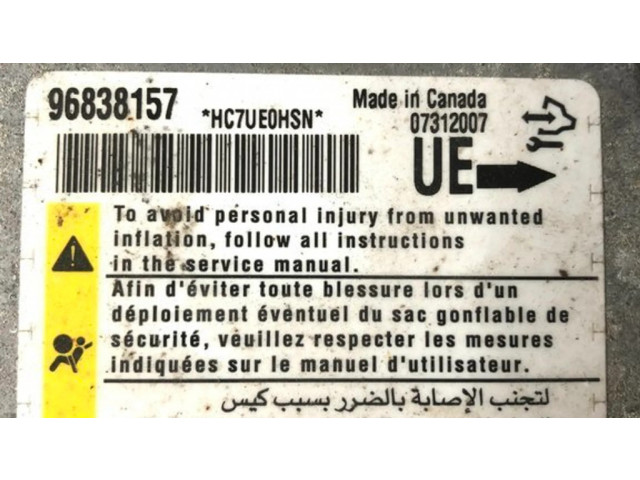 96838157
*HC7UE0HSN*
Made in Canada
07312007
UE
To avoid personal injury from unwanted
inflation, follow all instructions
in the service manual.
Afin d'éviter toute blessure lors d'un
déploiement éventuel du sac gonflable de
sécurité, veuillez respecter les mesures
indiquées sur le manuel d'utilisateur.
لتجنب الإصابة بالضرر بسبب كيس